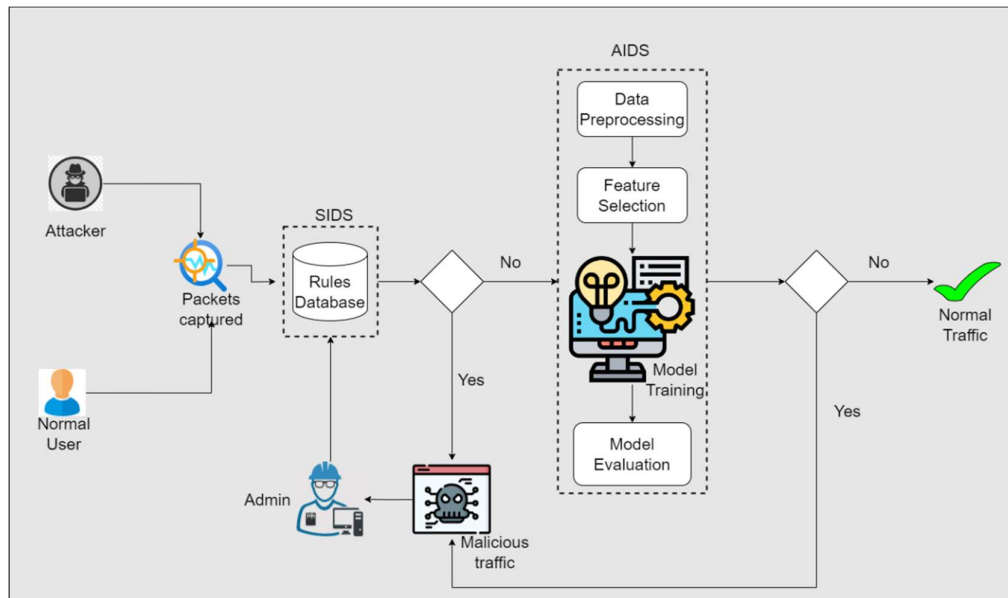 AIDS
Data
Preprocessing
Feature
Selection
Attacker
SIDS
Rules
Database
Packets
captured
No
No
Normal
Traffic
Model
Training
Normal
User
Yes
Yes
Model
Evaluation
Admin
Malicious
traffic